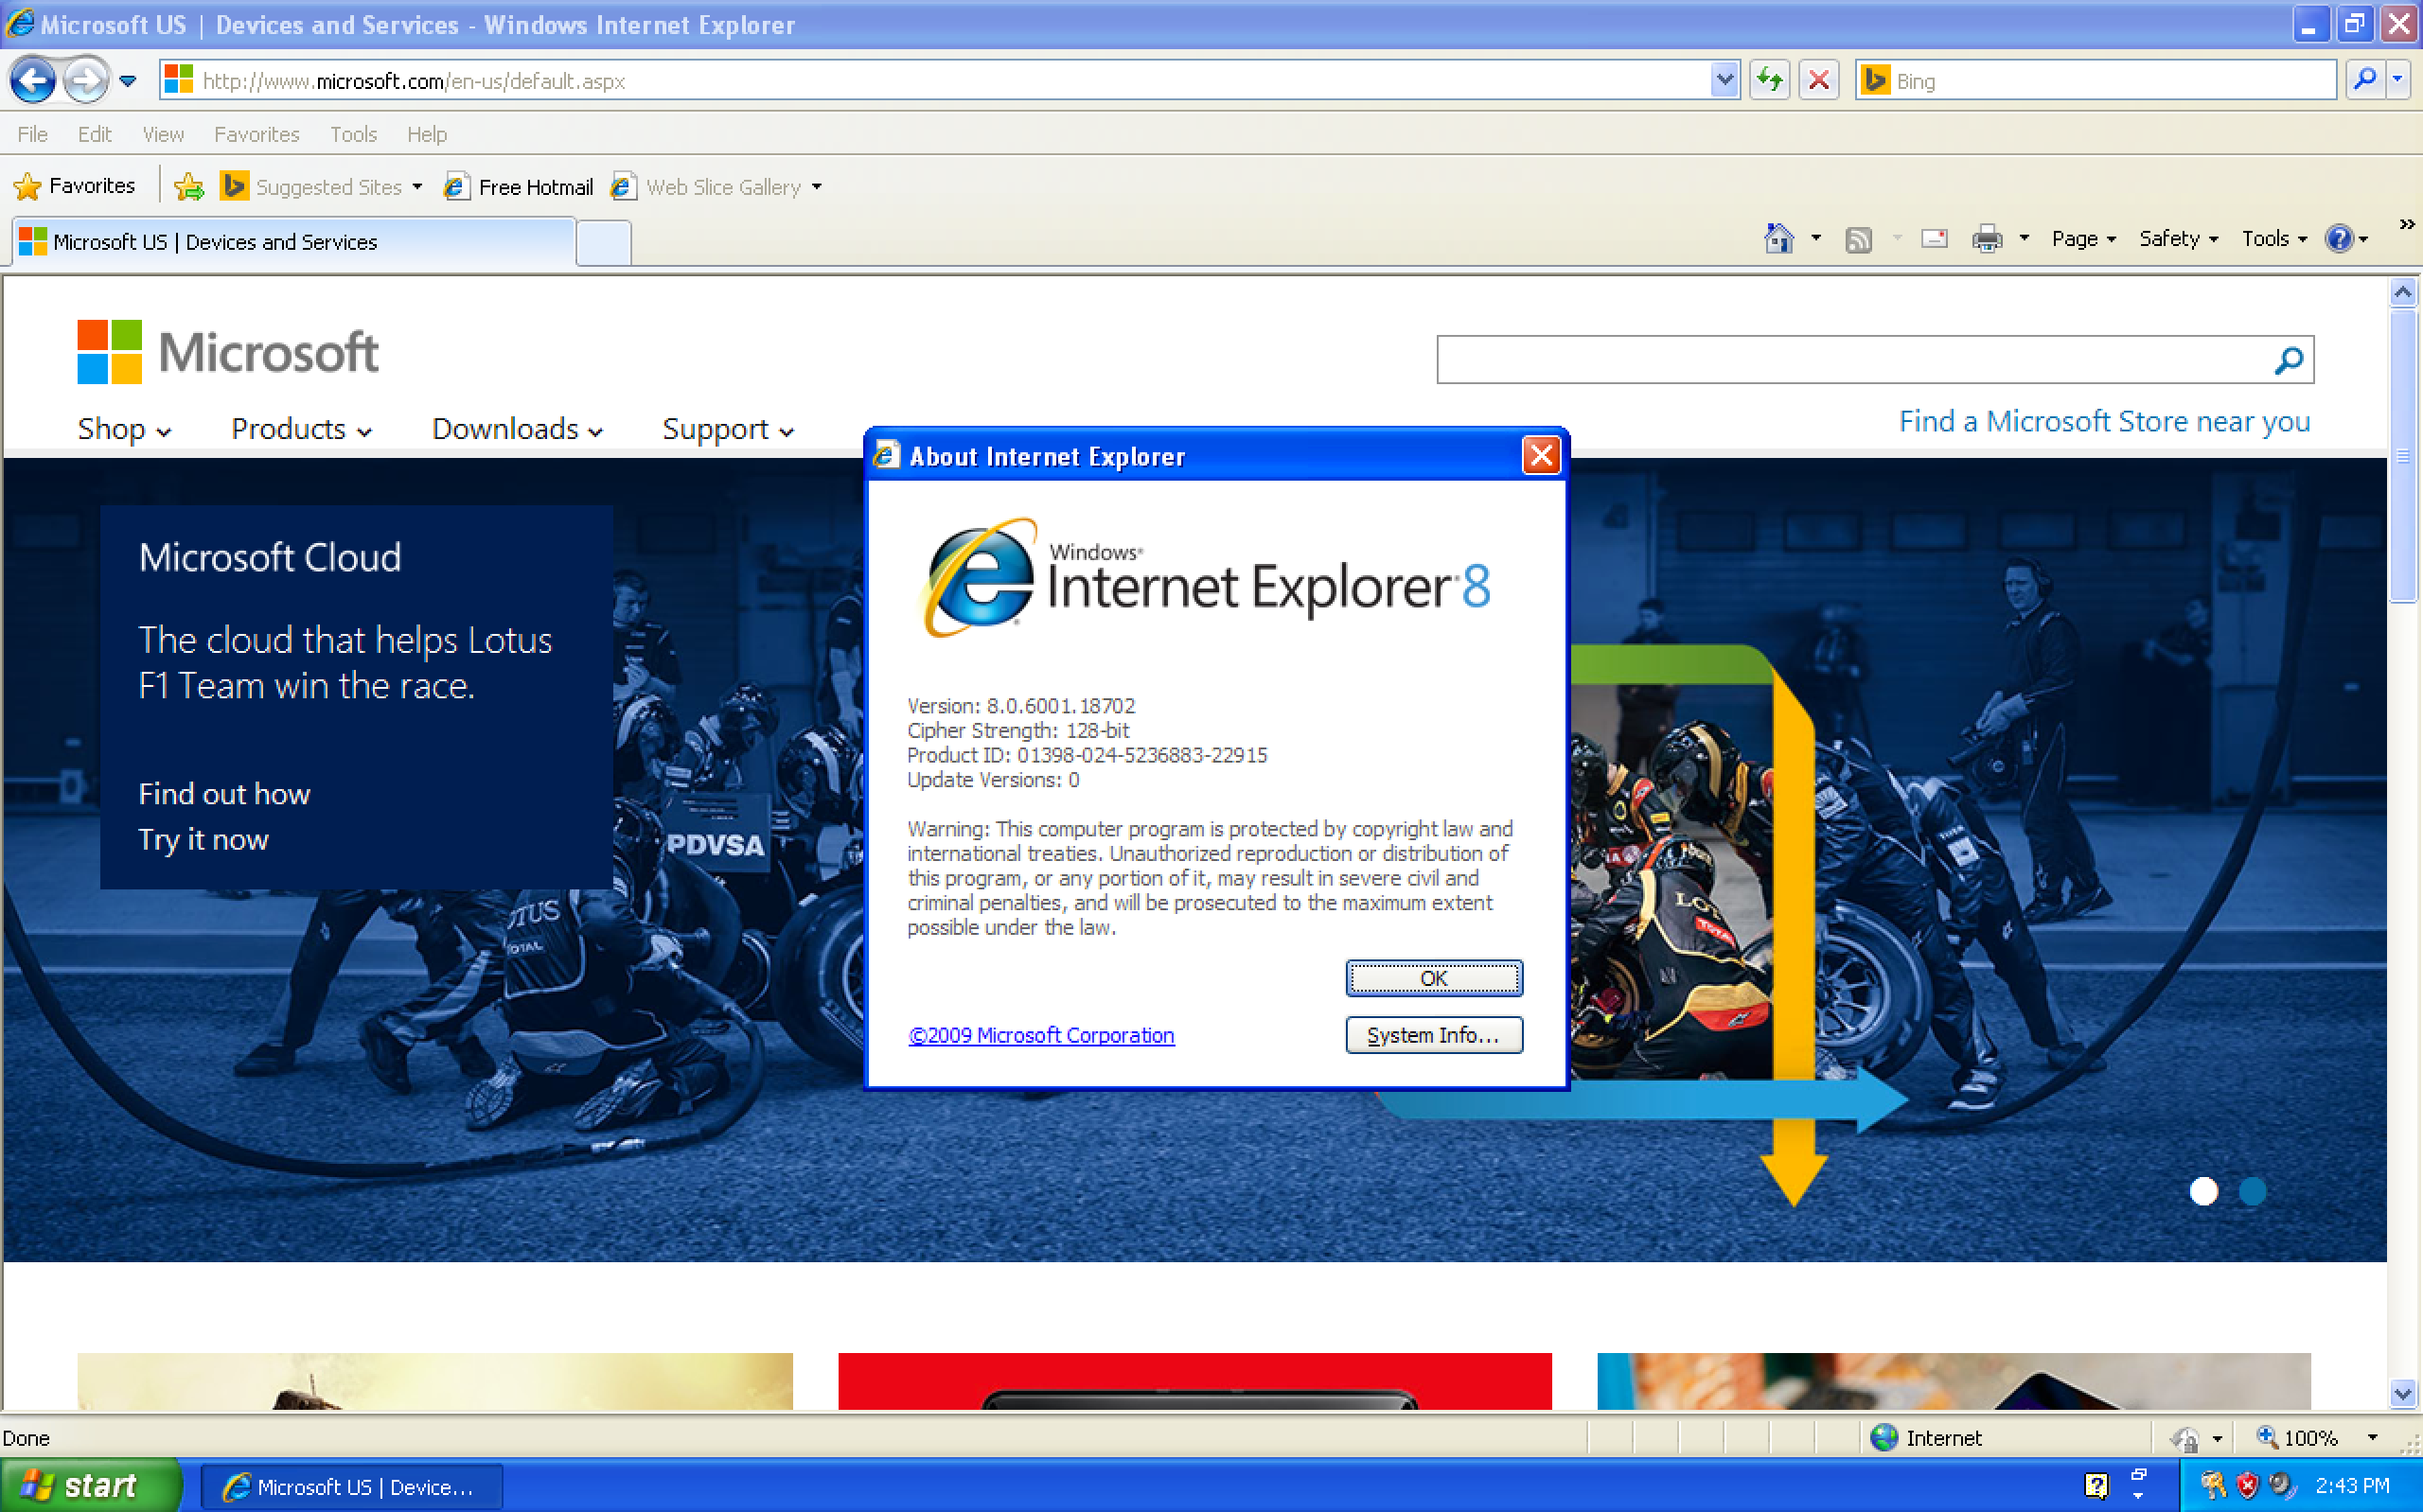 Microsoft US | Devices and Services - Windows Internet Explorer
http://www.microsoft.com/en-us/default.aspx
Bing
File Edit View Favorites Tools Help
Favorites Suggested Sites Free Hotmail Web Slice Gallery
Microsoft US | Devices and Services
Page Safety Tools
Microsoft
Shop Products Downloads Support
Find a Microsoft Store near you
Microsoft Cloud
The cloud that helps Lotus
F1 Team win the race.
Find out how
Try it now
PDVSA
LOTUS
TOTAL
About Internet Explorer
Windows®
Internet Explorer 8
Version: 8.0.6001.18702
Cipher Strength: 128-bit
Product ID: 01398-024-5236883-22915
Update Versions: 0
Warning: This computer program is protected by copyright law and
international treaties. Unauthorized reproduction or distribution of
this program, or any portion of it, may result in severe civil and
criminal penalties, and will be prosecuted to the maximum extent
possible under the law.
OK
©2009 Microsoft Corporation
System Info...
Done
Internet
100%
start
Microsoft US | Device...
2:43 PM